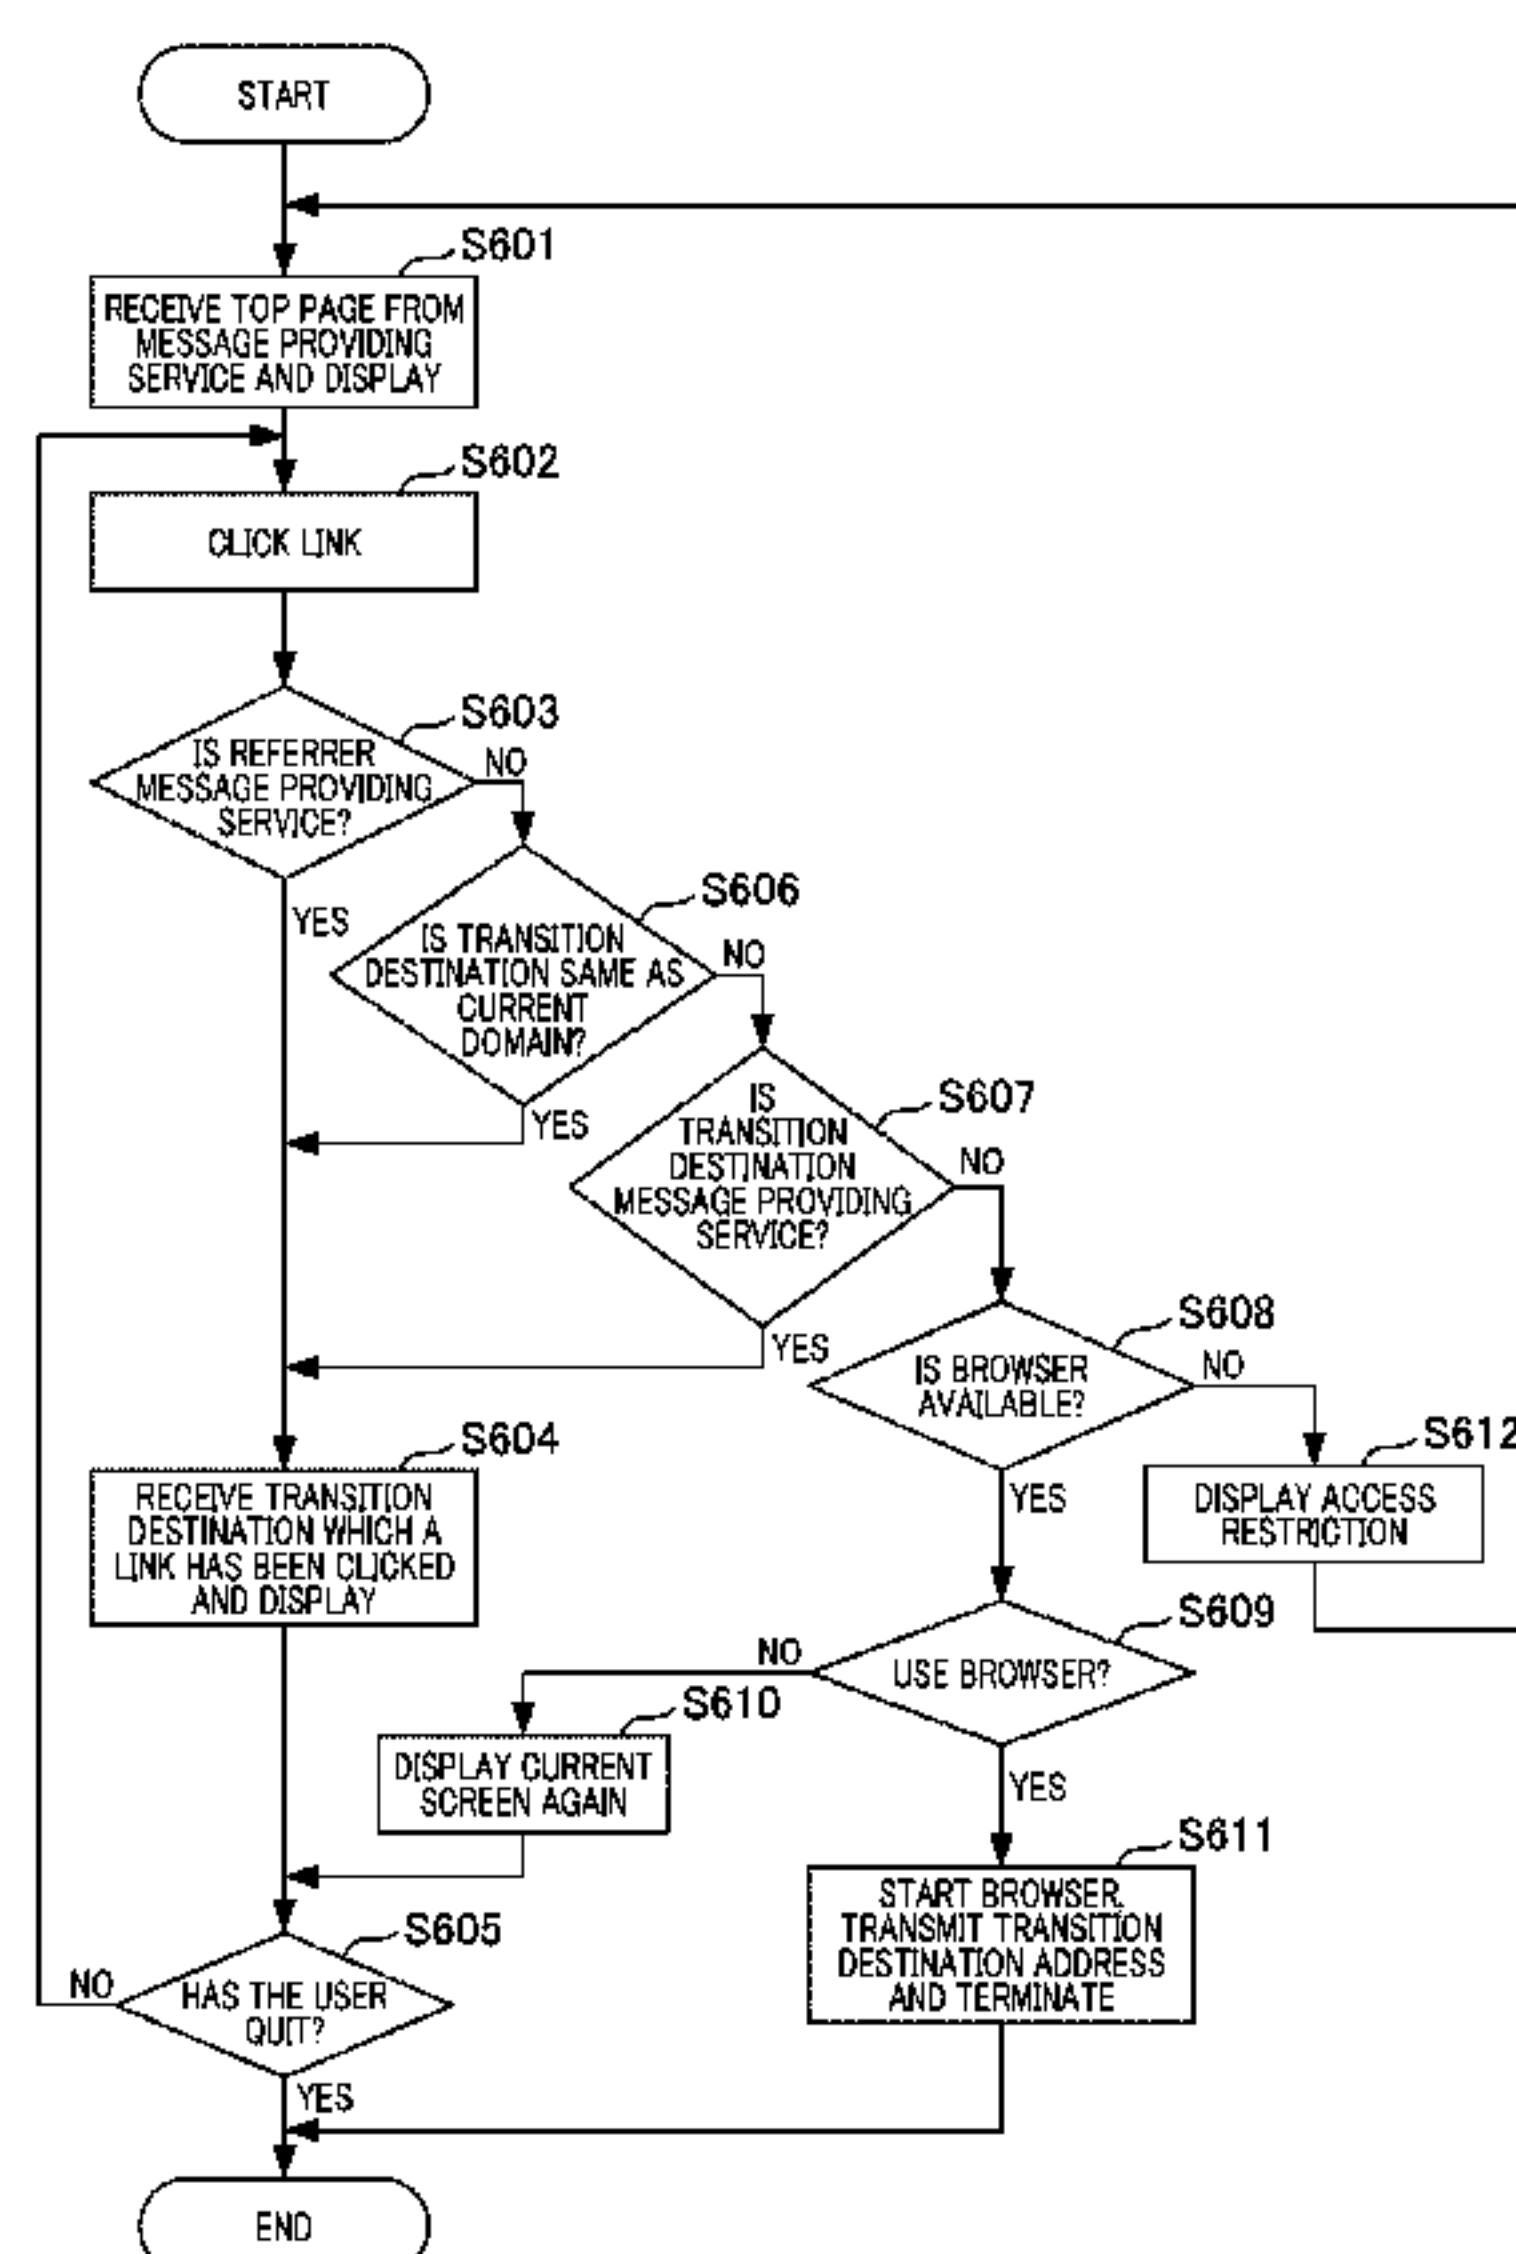 START
S601
RECEIVE TOP PAGE FROM
MESSAGE PROVIDING
SERVICE AND DISPLAY
S602
CLICK LINK
S603
IS REFERRER
MESSAGE PROVIDING
SERVICE?
NO
YES
S606
IS TRANSITION
DESTINATION SAME AS
CURRENT
DOMAIN?
NO
YES
S607
IS
TRANSITION
DESTINATION
MESSAGE PROVIDING
SERVICE?
NO
YES
S608
IS BROWSER
AVAILABLE?
NO
YES
S612
DISPLAY ACCESS
RESTRICTION
S604
RECEIVE TRANSITION
DESTINATION WHICH A
LINK HAS BEEN CLICKED
AND DISPLAY
S609
USE BROWSER?
NO
YES
S610
DISPLAY CURRENT
SCREEN AGAIN
S611
START BROWSER,
TRANSMIT TRANSITION
DESTINATION ADDRESS
AND TERMINATE
S605
HAS THE USER
QUIT?
NO
YES
END